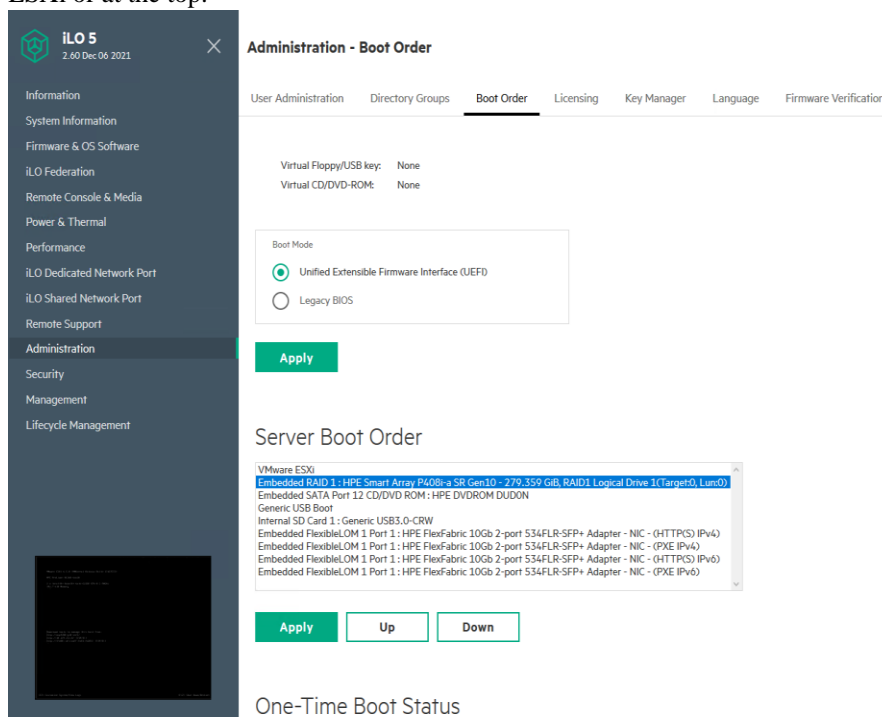 ESXi or at the top.
iLO 5
2.60 Dec 06 2021
Administration - Boot Order
Information
System Information
Firmware & OS Software
iLO Federation
Remote Console & Media
Power & Thermal
Performance
iLO Dedicated Network Port
iLO Shared Network Port
Remote Support
Administration
Security
Management
Lifecycle Management
User Administration Directory Groups Boot Order Licensing Key Manager Language Firmware Verification
Virtual Floppy/USB key: None
Virtual CD/DVD-ROM: None
Boot Mode
Unified Extensible Firmware Interface (UEFI)
Legacy BIOS
Apply
Server Boot Order
VMware ESXi
Embedded RAID 1 : HPE Smart Array P408i-a SR Gen10 - 279.359 GiB, RAID1 Logical Drive 1(Target:0, Lun:0)
Embedded SATA Port 12 CD/DVD ROM : HPE DVDROM DUD0N
Generic USB Boot
Internal SD Card 1 : Generic USB3.0-CRW
Embedded FlexibleLOM 1 Port 1 : HPE FlexFabric 10Gb 2-port 534FLR-SFP+ Adapter - NIC - (HTTP(S) IPv4)
Embedded FlexibleLOM 1 Port 1 : HPE FlexFabric 10Gb 2-port 534FLR-SFP+ Adapter - NIC - (PXE IPv4)
Embedded FlexibleLOM 1 Port 1 : HPE FlexFabric 10Gb 2-port 534FLR-SFP+ Adapter - NIC - (HTTP(S) IPv6)
Embedded FlexibleLOM 1 Port 1 : HPE FlexFabric 10Gb 2-port 534FLR-SFP+ Adapter - NIC - (PXE IPv6)
Apply Up Down
One-Time Boot Status